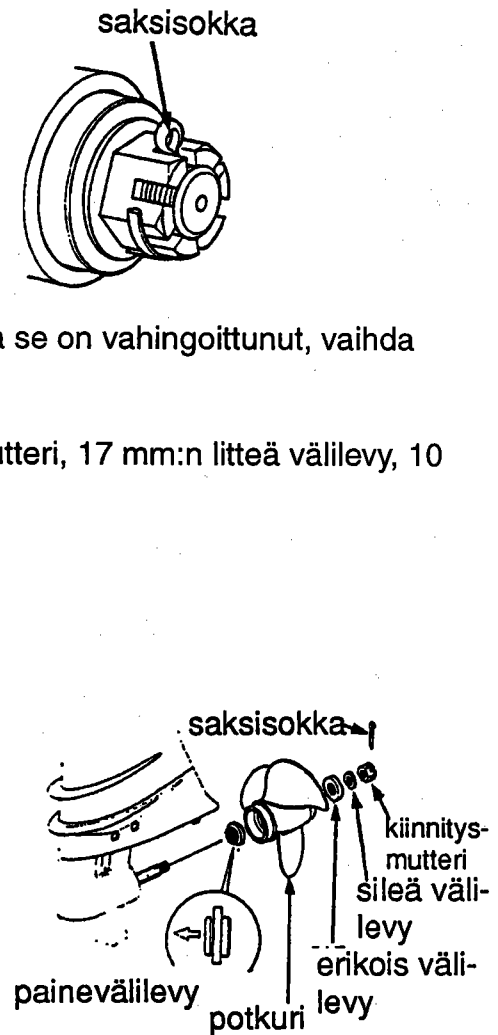 saksisokka
se on vahingoittunut, vaihda
17 mm:n litteä välilevy, 10
saksisokka
kiinnitys-
mutteri
sileä väli-
levy
erikois väli-
levy
painevälilevy
potkuri